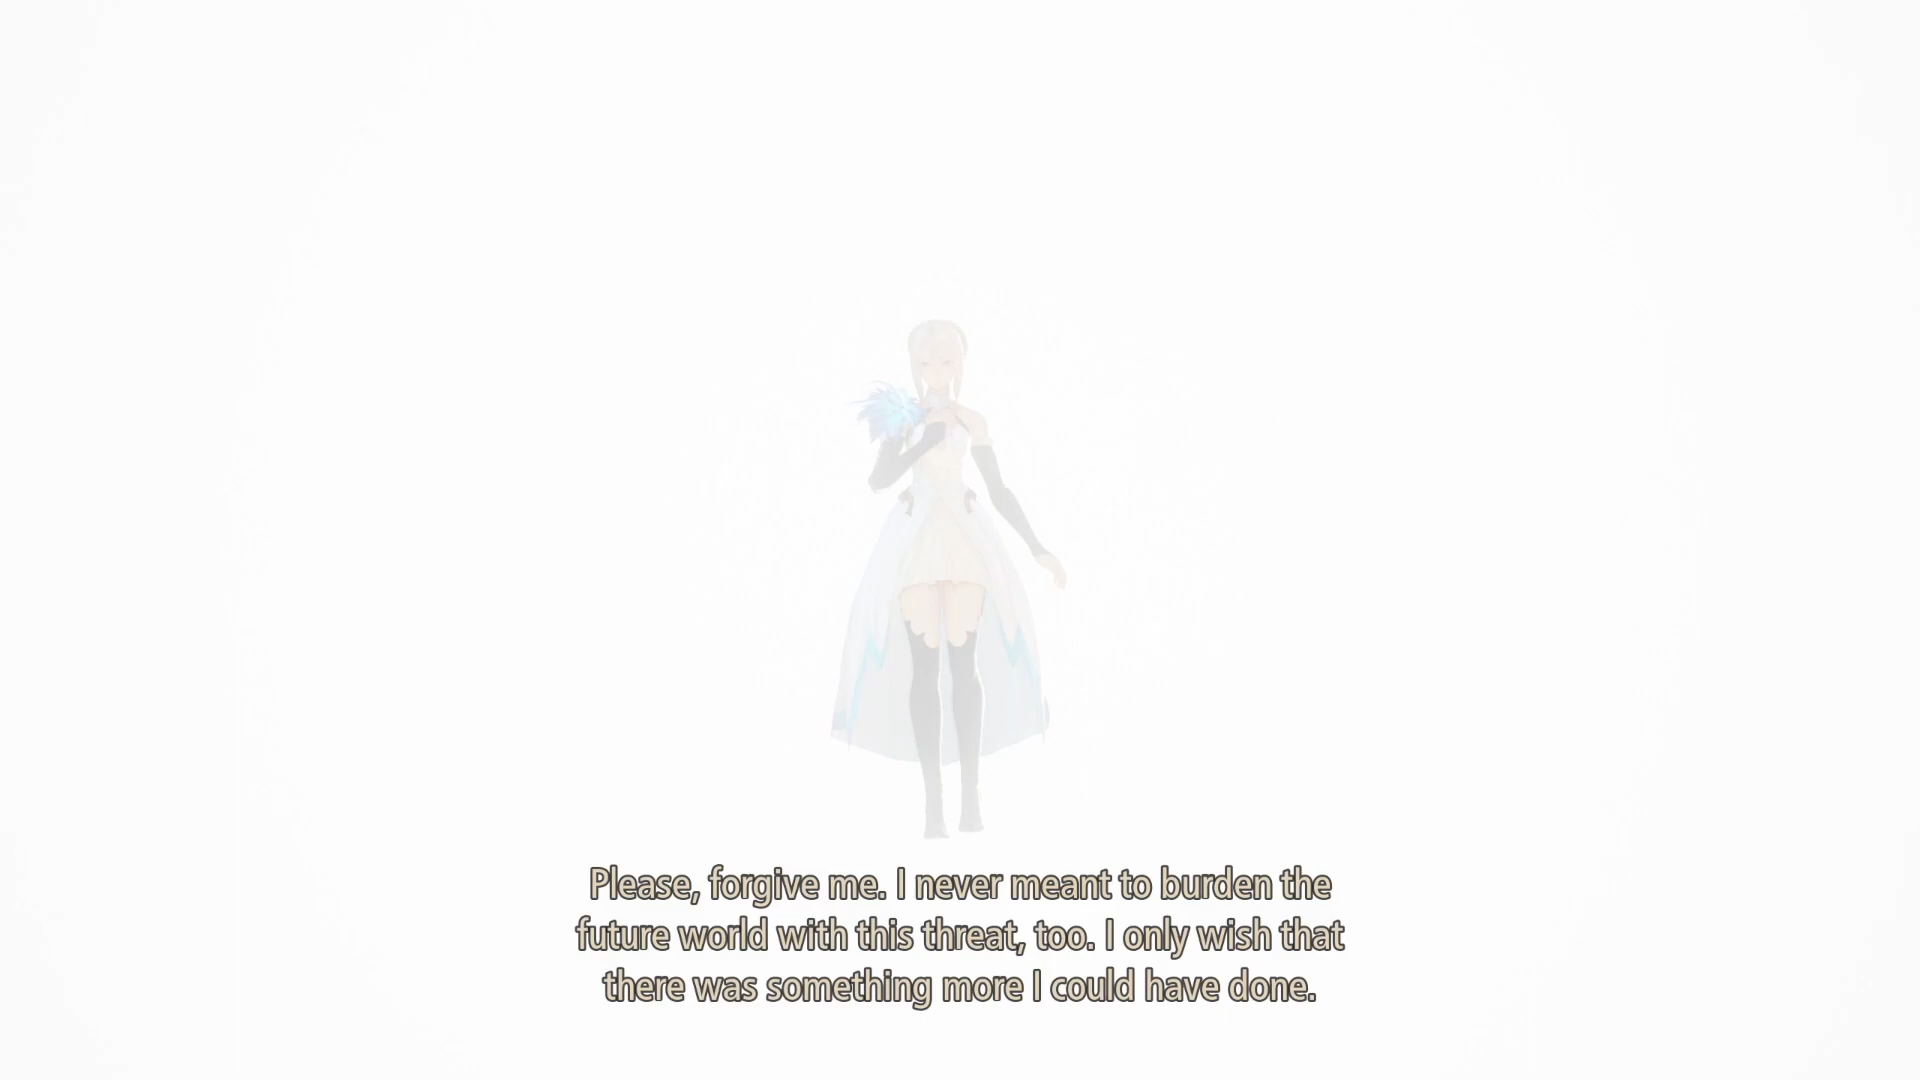 Please, forgive me. I never meant to burden the
future world with this threat, too. I only wish that
there was something more I could have done.